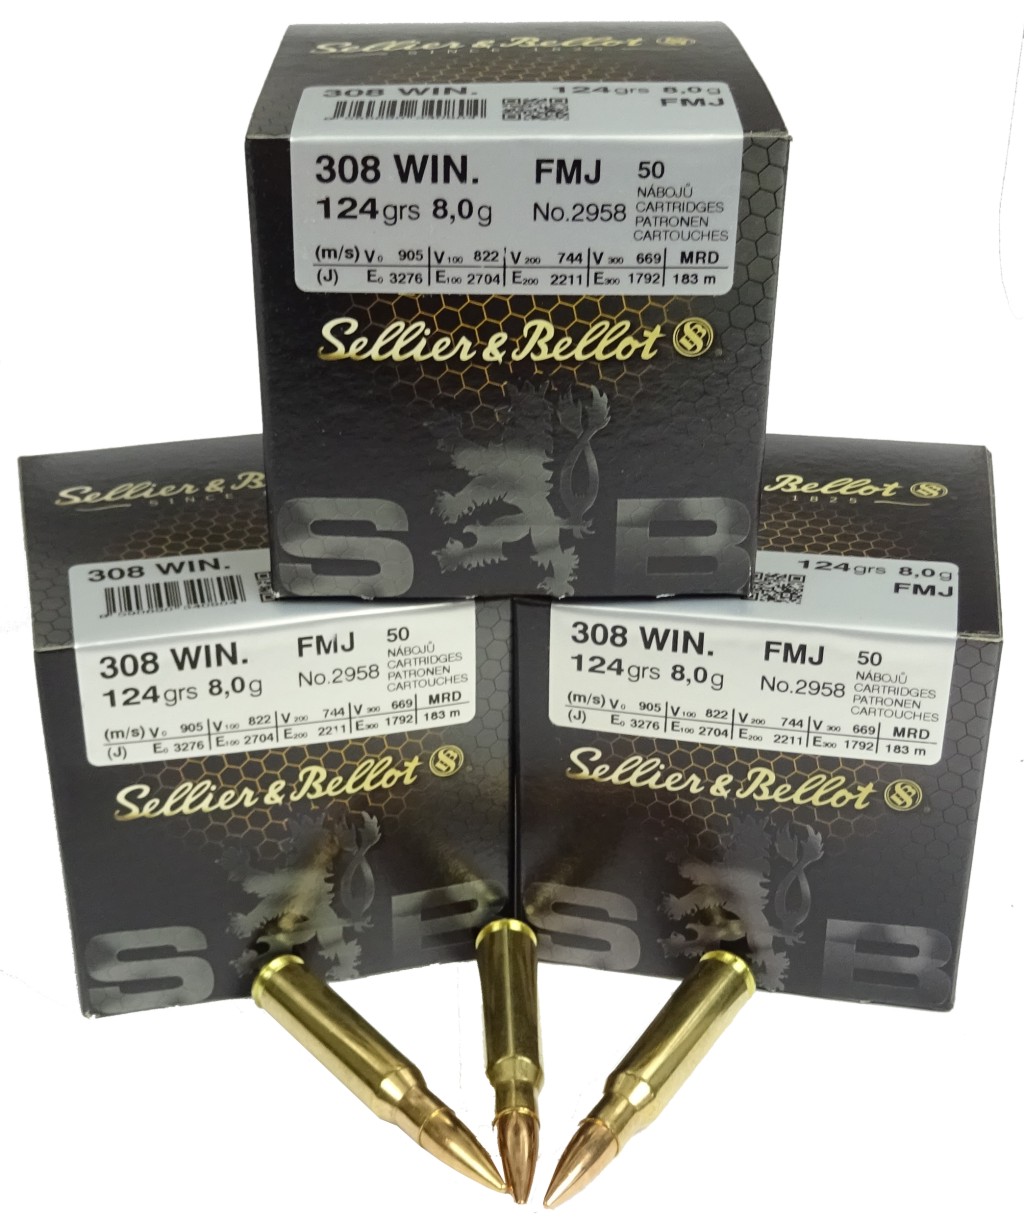 Sellier & Bellot
SINCE 1825
308 WIN. 124grs 8,0g
FMJ
308 WIN. FMJ 50
124grs 8,0g No.2958
NÁBOJŮ
CARTRIDGES
PATRONEN
CARTOUCHES
(m/s) V0 905 V100 822 V200 744 V300 669 MRD
(J) E0 3276 E100 2704 E200 2211 E300 1792 183 m
Sellier & Bellot
S B
Sellier & B
SINCE
308 WIN.
308 WIN. FMJ 50
124grs 8,0g No.2958
NÁBOJŮ
CARTRIDGES
PATRONEN
CARTOUCHES
(m/s) V0 905 V100 822 V200 744 V300 669 MRD
(J) E0 3276 E100 2704 E200 2211 E300 1792 183 m
Sellier & Bellot
S B
Bellot
1825
124grs 8,0g
FMJ
308 WIN. FMJ 50
124grs 8,0g No.2958
NÁBOJŮ
CARTRIDGES
PATRONEN
CARTOUCHES
(m/s) V0 905 V100 822 V200 744 V300 669 MRD
(J) E0 3276 E100 2704 E200 2211 E300 1792 183 m
Sellier & Bellot
S B